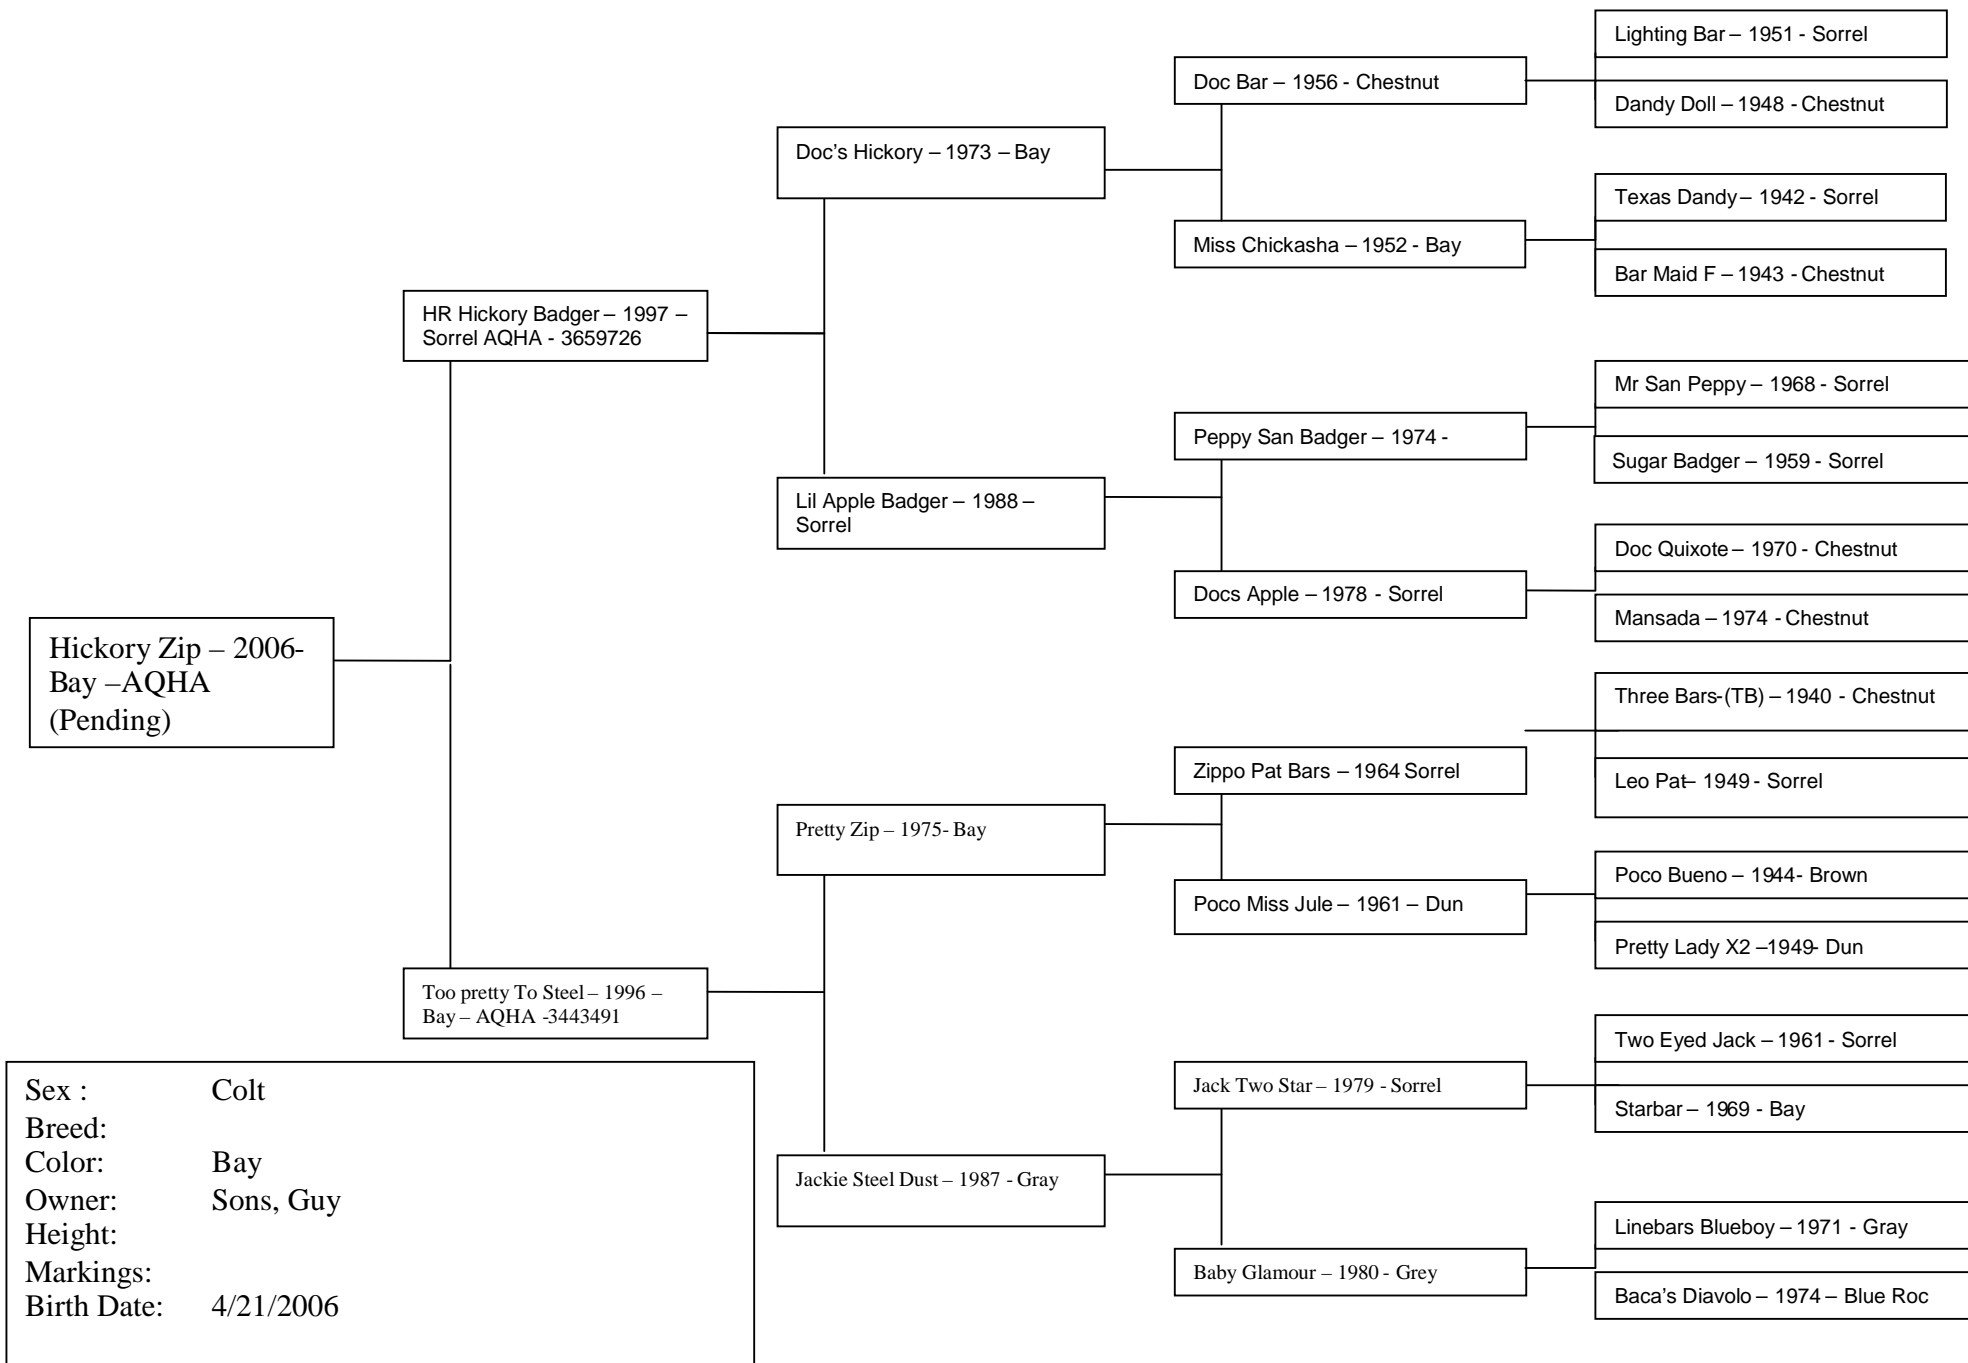 Lighting Bar – 1951 - Sorrel
Doc Bar – 1956 - Chestnut
Dandy Doll – 1948 - Chestnut
Doc's Hickory – 1973 – Bay
Texas Dandy – 1942 - Sorrel
Miss Chickasha – 1952 - Bay
Bar Maid F – 1943 - Chestnut
HR Hickory Badger – 1997 –
Sorrel AQHA - 3659726
Mr San Peppy – 1968 - Sorrel
Peppy San Badger – 1974 -
Sugar Badger – 1959 - Sorrel
Lil Apple Badger – 1988 –
Sorrel
Doc Quixote – 1970 - Chestnut
Docs Apple – 1978 - Sorrel
Mansada – 1974 - Chestnut
Hickory Zip – 2006-
Bay –AQHA
(Pending)
Three Bars-(TB) – 1940 - Chestnut
Zippo Pat Bars – 1964 Sorrel
Leo Pat– 1949 - Sorrel
Pretty Zip – 1975- Bay
Poco Bueno – 1944- Brown
Poco Miss Jule – 1961 – Dun
Pretty Lady X2 –1949- Dun
Too pretty To Steel – 1996 –
Bay – AQHA -3443491
Two Eyed Jack – 1961 - Sorrel
Jack Two Star – 1979 - Sorrel
Starbar – 1969 - Bay
Jackie Steel Dust – 1987 - Gray
Linebars Blueboy – 1971 - Gray
Baby Glamour – 1980 - Grey
Baca's Diavolo – 1974 – Blue Roc
Sex : Colt
Breed:
Color: Bay
Owner: Sons, Guy
Height:
Markings:
Birth Date: 4/21/2006